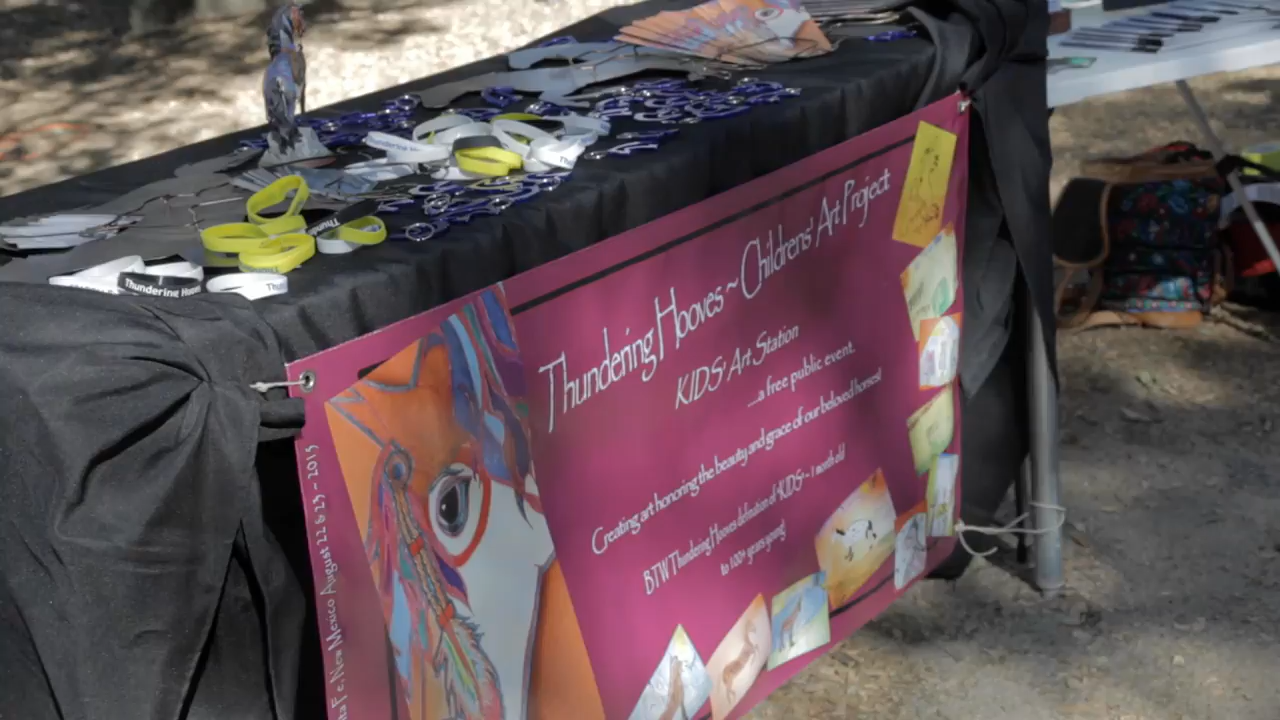 Thundering Hooves ~ Childrens' Art Project
KIDS' Art Station
...a free public event.
Creating art honoring the beauty and grace of our beloved horses!
BTW Thundering Hooves definition of "KIDS" ~ 1 month old
to 100+ years young!
Fe, New Mexico August 22 & 23 ~ 2015
Thundering
Thundering